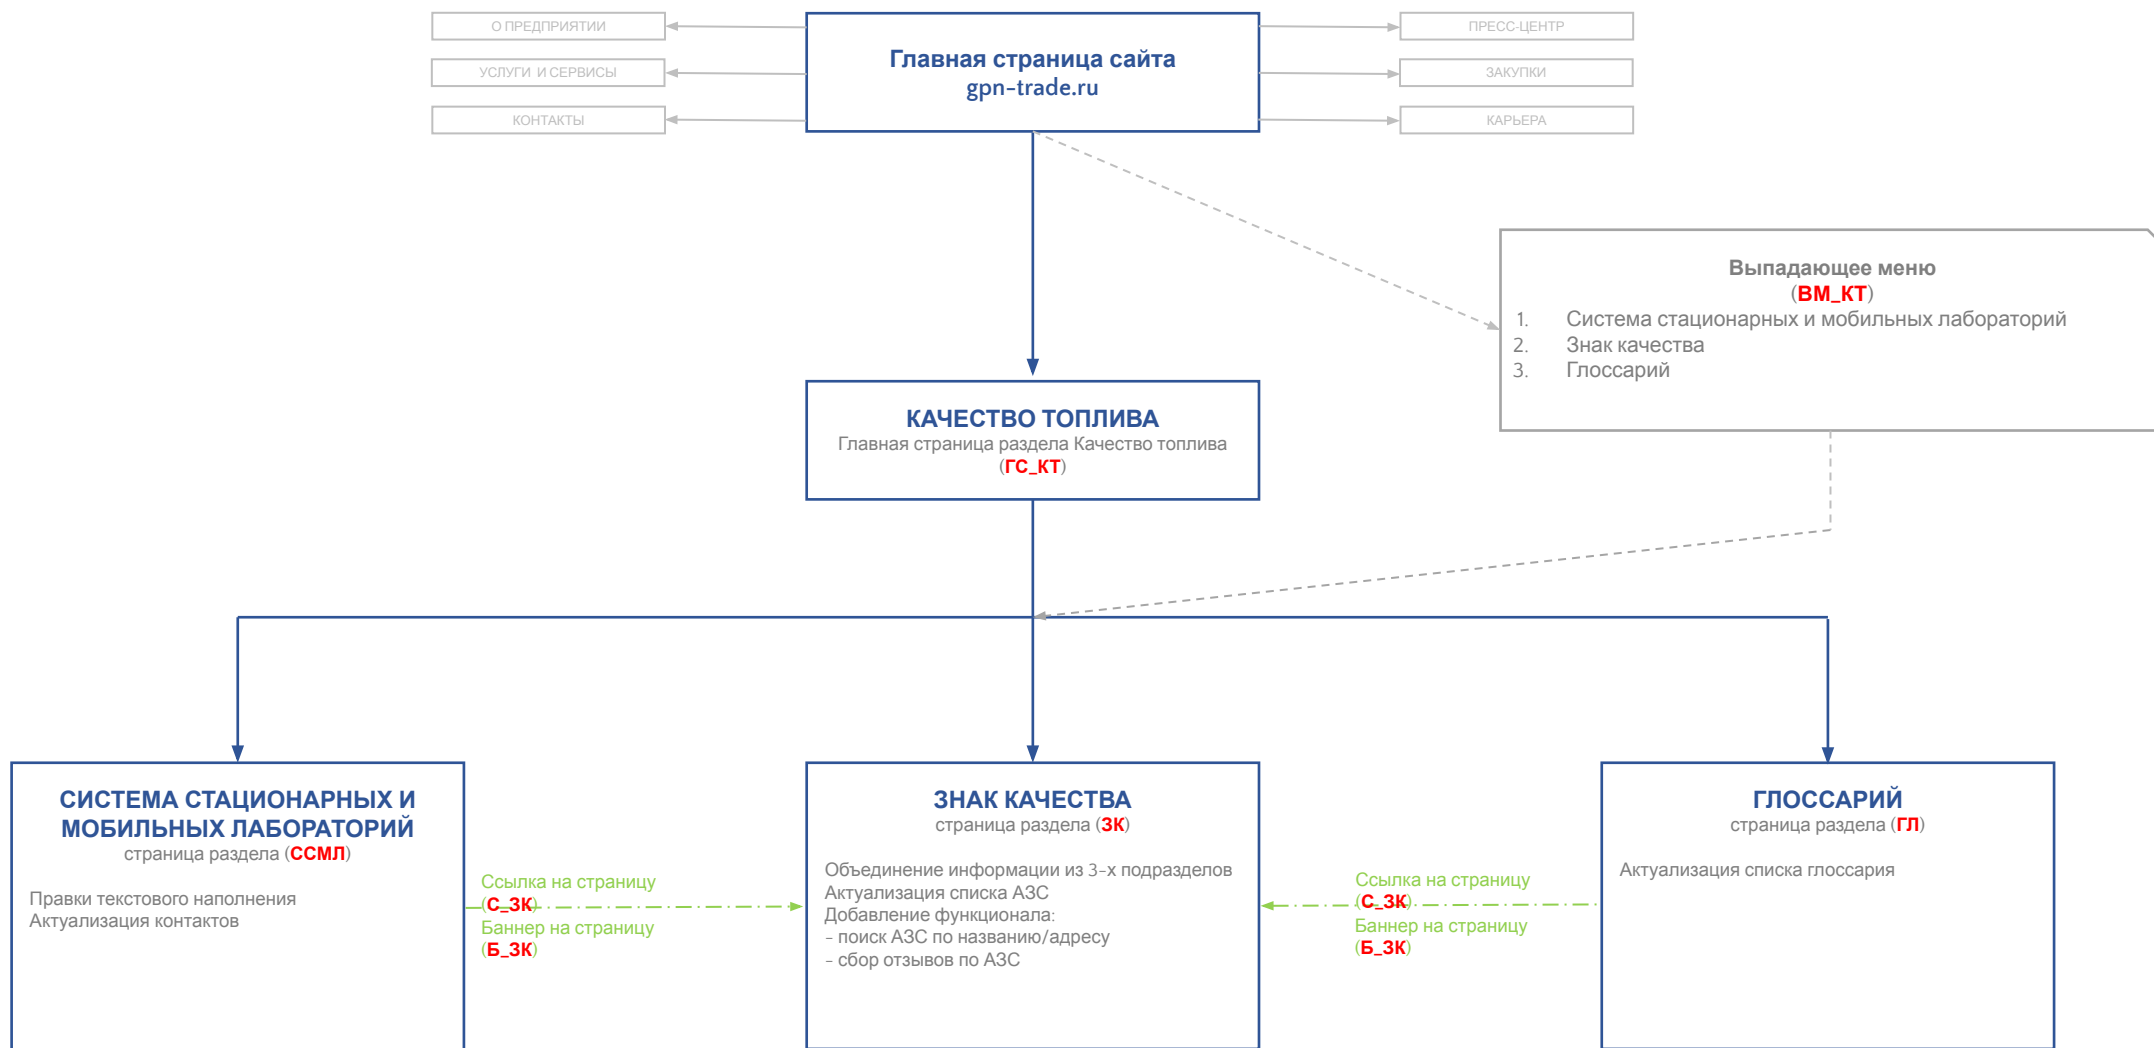 О ПРЕДПРИЯТИИ
УСЛУГИ И СЕРВИСЫ
КОНТАКТЫ
Главная страница сайта
gpn-trade.ru
ПРЕСС-ЦЕНТР
ЗАКУПКИ
КАРЬЕРА
Выпадающее меню
(ВМ_КТ)
1. Система стационарных и мобильных лабораторий
2. Знак качества
3. Глоссарий
КАЧЕСТВО ТОПЛИВА
Главная страница раздела Качество топлива
(ГС_КТ)
СИСТЕМА СТАЦИОНАРНЫХ И
МОБИЛЬНЫХ ЛАБОРАТОРИЙ
страница раздела (ССМЛ)
Правки текстового наполнения
Актуализация контактов
Ссылка на страницу
(С_ЗК)
Баннер на страницу
(Б_ЗК)
ЗНАК КАЧЕСТВА
страница раздела (ЗК)
Объединение информации из 3-х подразделов
Актуализация списка АЗС
Добавление функционала:
- поиск АЗС по названию/адресу
- сбор отзывов по АЗС
Ссылка на страницу
(С_ЗК)
Баннер на страницу
(Б_ЗК)
ГЛОССАРИЙ
страница раздела (ГЛ)
Актуализация списка глоссария